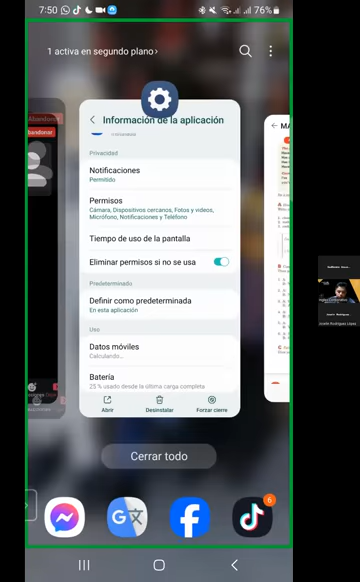 7:50
76%
1 activa en segundo plano›
Abandonar
Información de la aplicación
Privacidad
Notificaciones
Permitido
Permisos
Cámara, Dispositivos cercanos, Fotos y videos,
Micrófono, Notificaciones y Teléfono
Tiempo de uso de la pantalla
Eliminar permisos si no se usa
Predeterminado
Definir como predeterminada
En esta aplicación
Uso
Datos móviles
Calculando...
Batería
25 % usado desde la última carga completa
Abrir
Desinstalar
Forzar cierre
Cerrar todo
6